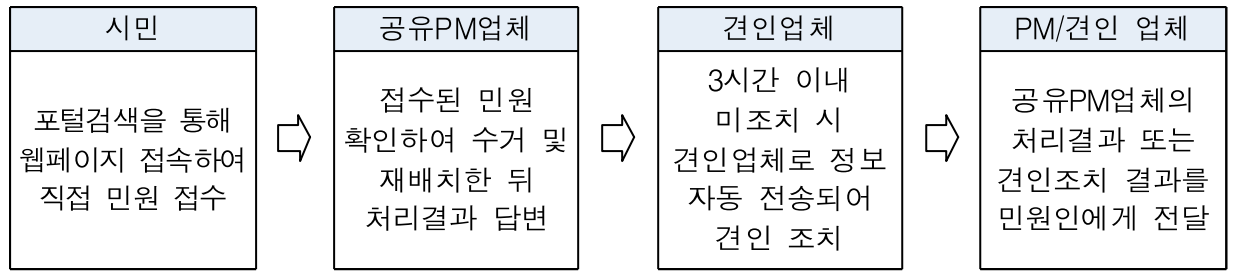 시민
포털검색을 통해
웹페이지 접속하여
직접 민원 접수
공유PM업체
접수된 민원
확인하여 수거 및
재배치한 뒤
처리결과 답변
견인업체
3시간 이내
미조치 시
견인업체로 정보
자동 전송되어
견인 조치
PM/견인 업체
공유PM업체의
처리결과 또는
견인조치 결과를
민원인에게 전달